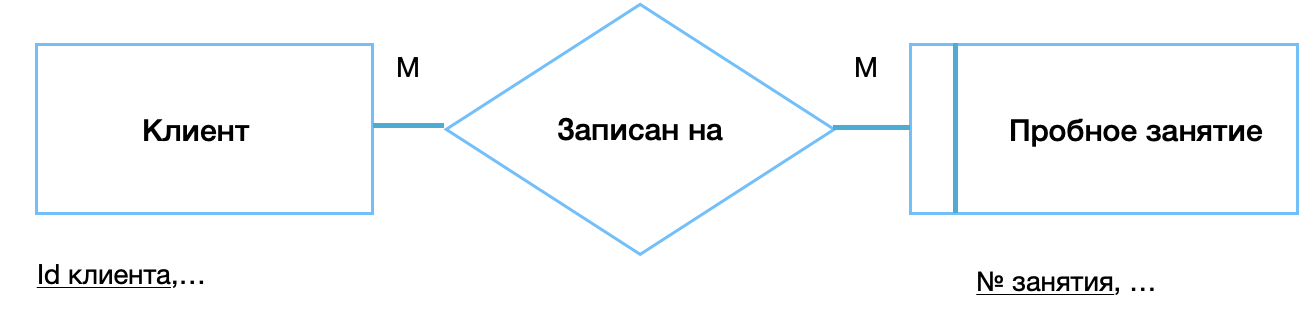 М
М
Клиент
Записан на
Пробное занятие
Id клиента,...
№ занятия, ...